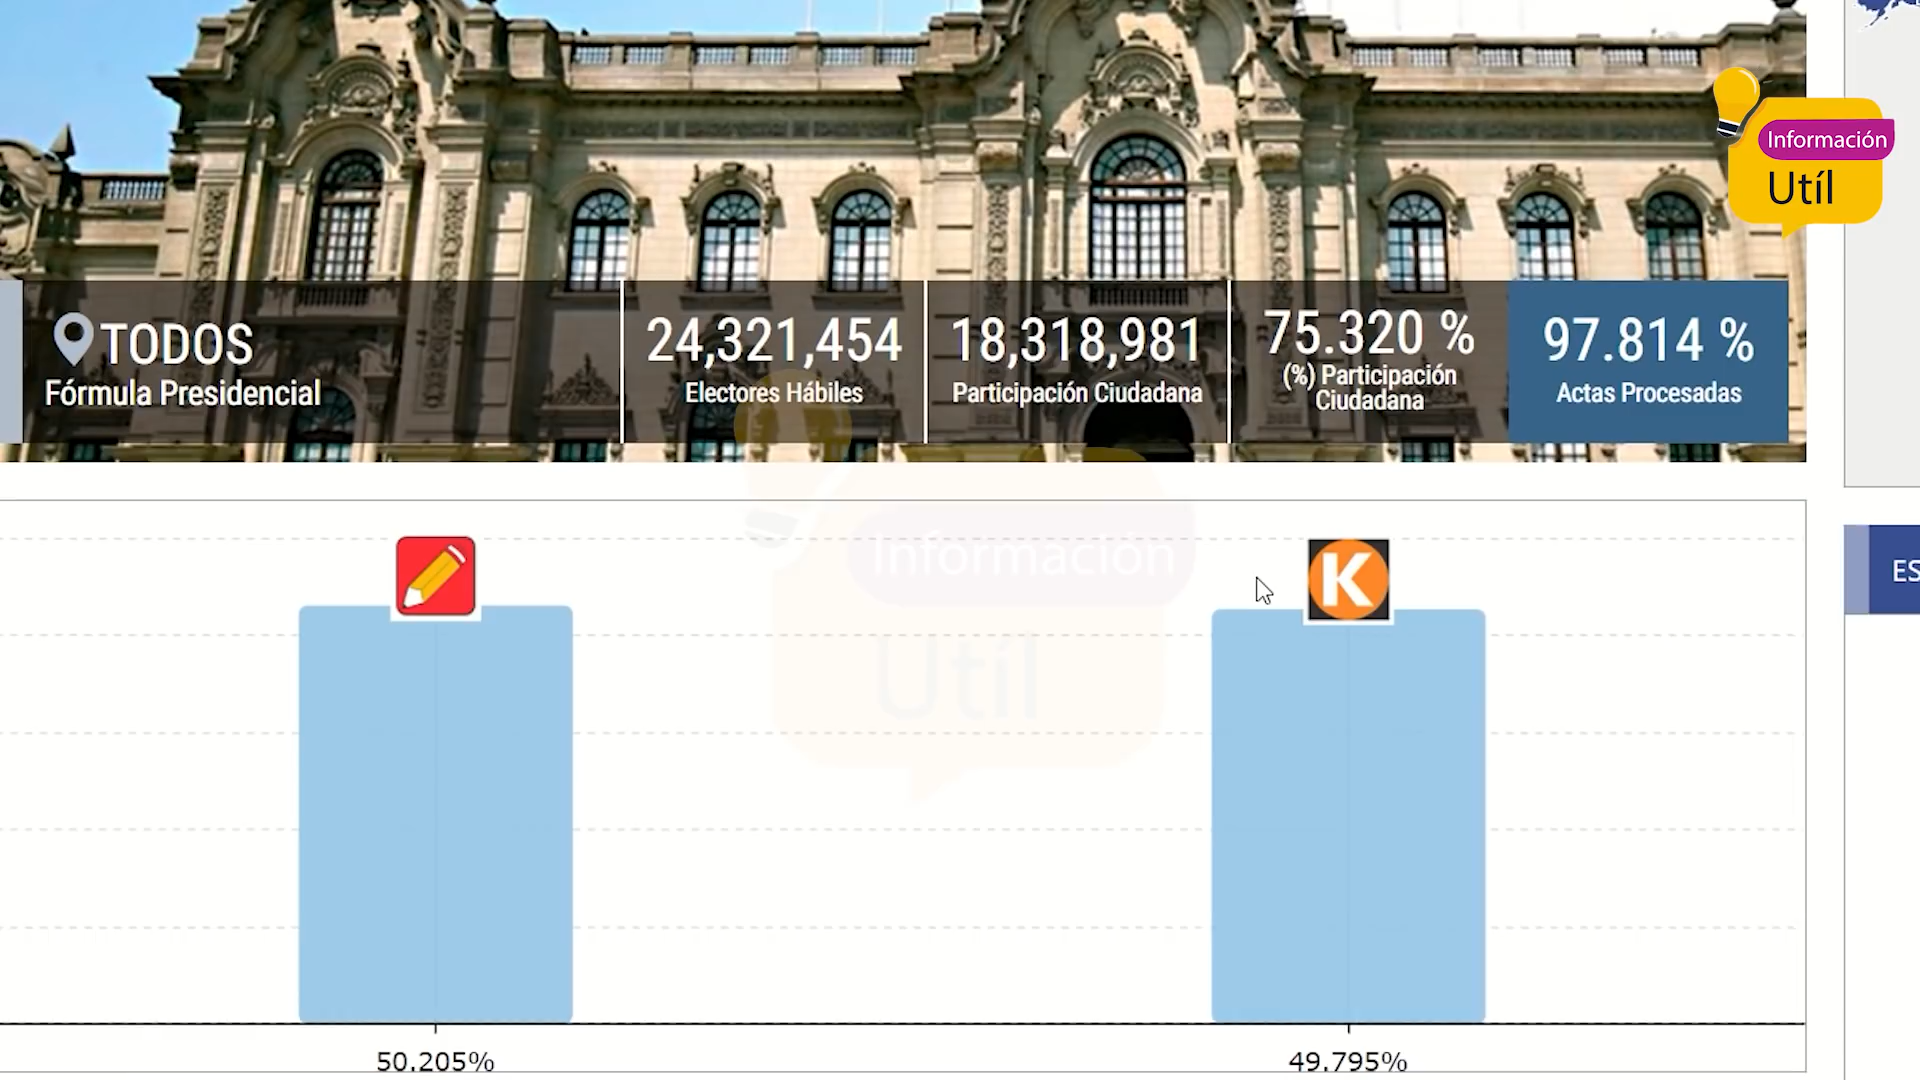 Información
Utíl
TODOS
Fórmula Presidencial
24,321,454
Electores Hábiles
18,318,981
Participación Ciudadana
75.320 %
(%) Participación
Ciudadana
97.814 %
Actas Procesadas
Información
Utíl
K
ES
50.205%
49.795%